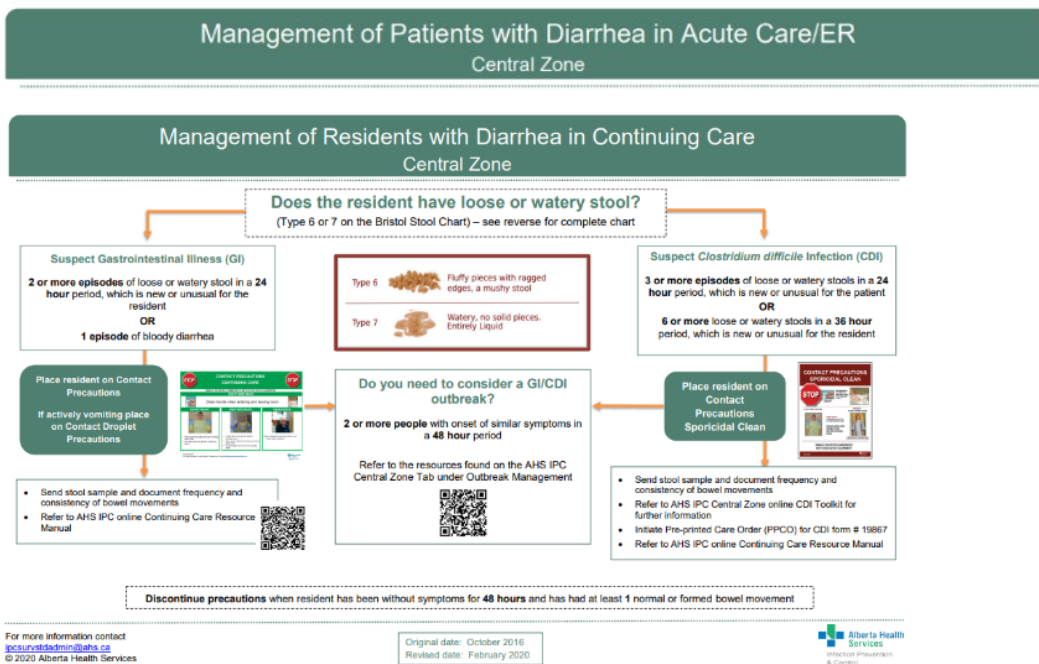 Management of Patients with Diarrhea in Acute Care/ER
Central Zone
Management of Residents with Diarrhea in Continuing Care
Central Zone
Does the resident have loose or watery stool?
(Type 6 or 7 on the Bristol Stool Chart) – see reverse for complete chart
Suspect Gastrointestinal Illness (GI)
2 or more episodes of loose or watery stool in a 24
hour period, which is new or unusual for the
resident
OR
1 episode of bloody diarrhea
Type 6
Fluffy pieces with ragged
edges, a mushy stool
Type 7
Watery, no solid pieces.
Entirely Liquid
Suspect Clostridium difficile Infection (CDI)
3 or more episodes of loose or watery stools in a 24
hour period, which is new or unusual for the patient
OR
6 or more loose or watery stools in a 36 hour
period, which is new or unusual for the resident
Place resident on Contact
Precautions
If actively vomiting place
on Contact Droplet
Precautions
STOP
CONTACT PRECAUTIONS
CONTINUING CARE
STOP
Do you need to consider a GI/CDI
outbreak?
2 or more people with onset of similar symptoms in
a 48 hour period
Refer to the resources found on the AHS IPC
Central Zone Tab under Outbreak Management
Place resident on
Contact
Precautions
Sporicidal Clean
CONTACT PRECAUTIONS
SPORICIDAL CLEAN
STOP
• Send stool sample and document frequency and
consistency of bowel movements
• Refer to AHS IPC online Continuing Care Resource
Manual
• Send stool sample and document frequency and
consistency of bowel movements
• Refer to AHS IPC Central Zone online CDI Toolkit for
further information
• Initiate Pre-printed Care Order (PPCO) for CDI form # 19867
• Refer to AHS IPC online Continuing Care Resource Manual
Discontinue precautions when resident has been without symptoms for 48 hours and has had at least 1 normal or formed bowel movement
For more information contact
ipcsurvstdadmin@ahs.ca
© 2020 Alberta Health Services
Original date: October 2016
Revised date: February 2020
Alberta Health
Services
Infection Prevention
& Control